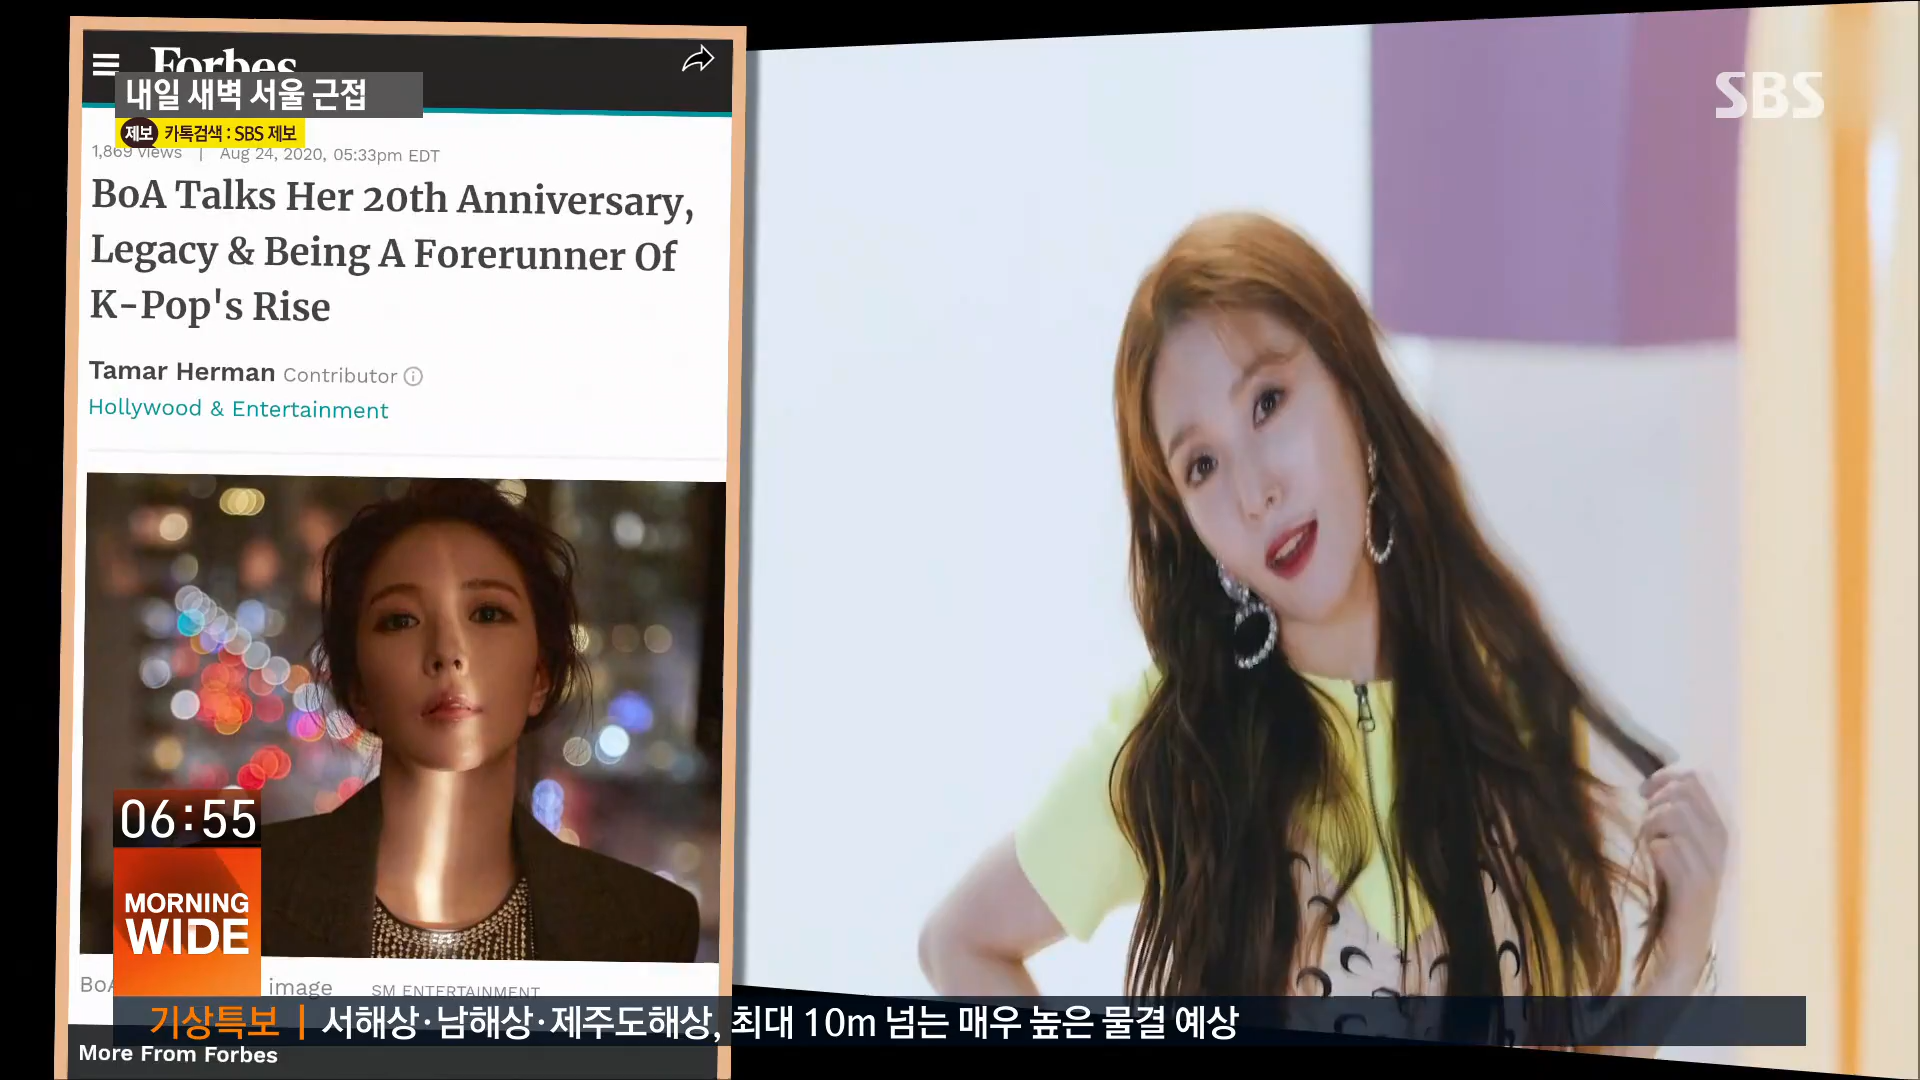 Forbes
내일 새벽 서울 근접
제보 카톡검색 : SBS 제보
SBS
1,869 views | Aug 24, 2020, 05:33pm EDT
BoA Talks Her 20th Anniversary,
Legacy & Being A Forerunner Of
K-Pop's Rise
Tamar Herman Contributor
Hollywood & Entertainment
06:55
MORNING
WIDE
BoA image SM ENTERTAINMENT
기상특보 | 서해상·남해상·제주도해상, 최대 10m 넘는 매우 높은 물결 예상
More From Forbes